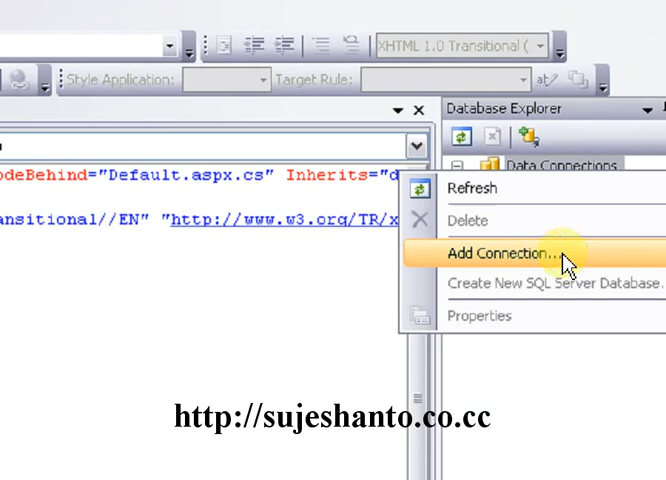 XHTML 1.0 Transitional (
Style Application:
Target Rule:
Database Explorer
Data Connections
odeBehind="Default.aspx.cs" Inherits="d
ansitional//EN" "http://www.w3.org/TR/x
Refresh
Delete
Add Connection...
Create New SQL Server Database.
Properties
http://sujeshanto.co.cc